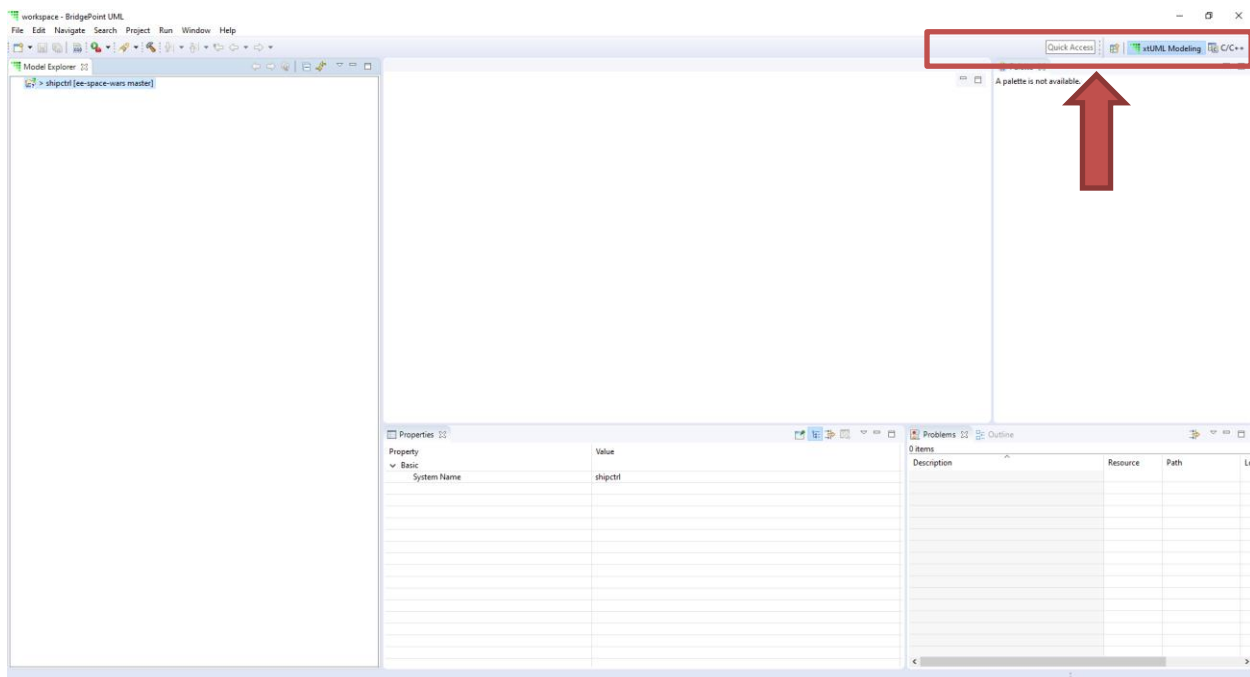 workspace - BridgePoint UML
File Edit Navigate Search Project Run Window Help
Quick Access xtUML Modeling C/C++
Model Explorer
> shipctrl [ee-space-wars master]
A palette is not available.
Properties
Property Value
Basic
System Name shipctrl
Problems Outline
0 items
Description Resource Path